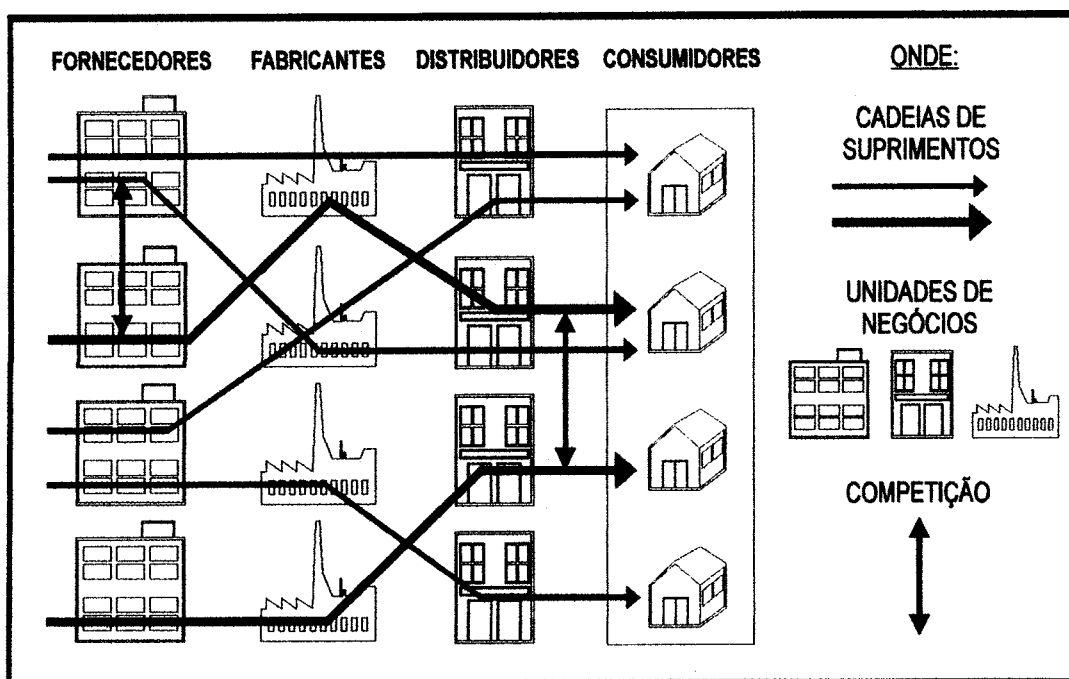 FORNECEDORES FABRICANTES DISTRIBUIDORES CONSUMIDORES ONDE:
CADEIAS DE
SUPRIMENTOS
UNIDADES DE
NEGÓCIOS
COMPETIÇÃO